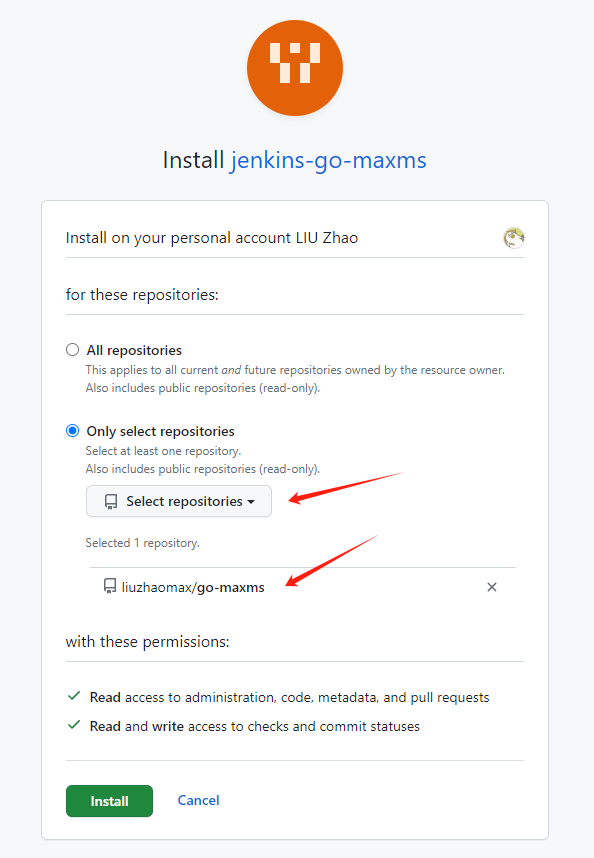 Install jenkins-go-maxms
Install on your personal account LIU Zhao
for these repositories:
All repositories
This applies to all current and future repositories owned by the resource owner.
Also includes public repositories (read-only).
Only select repositories
Select at least one repository.
Also includes public repositories (read-only).
Select repositories
Selected 1 repository.
liuzhaomax/go-maxms
with these permissions:
Read access to administration, code, metadata, and pull requests
Read and write access to checks and commit statuses
Install
Cancel